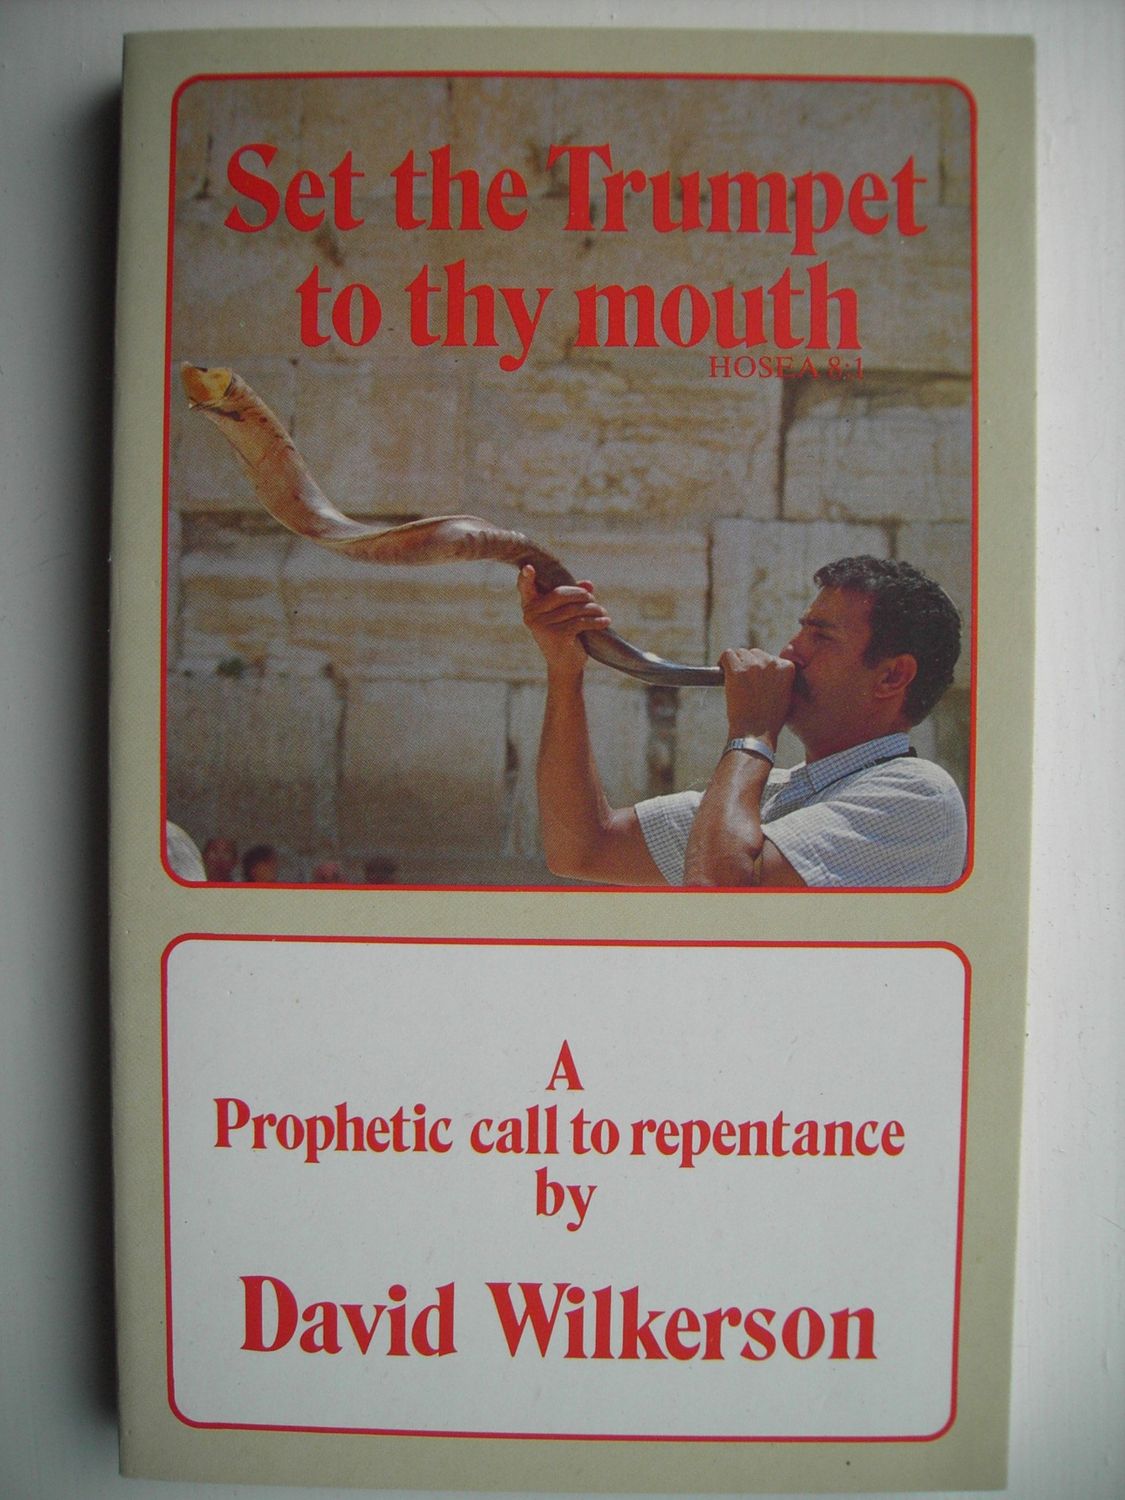 Set the Trumpet
to thy mouth
HOSEA 8:1
A
Prophetic call to repentance
by
David Wilkerson